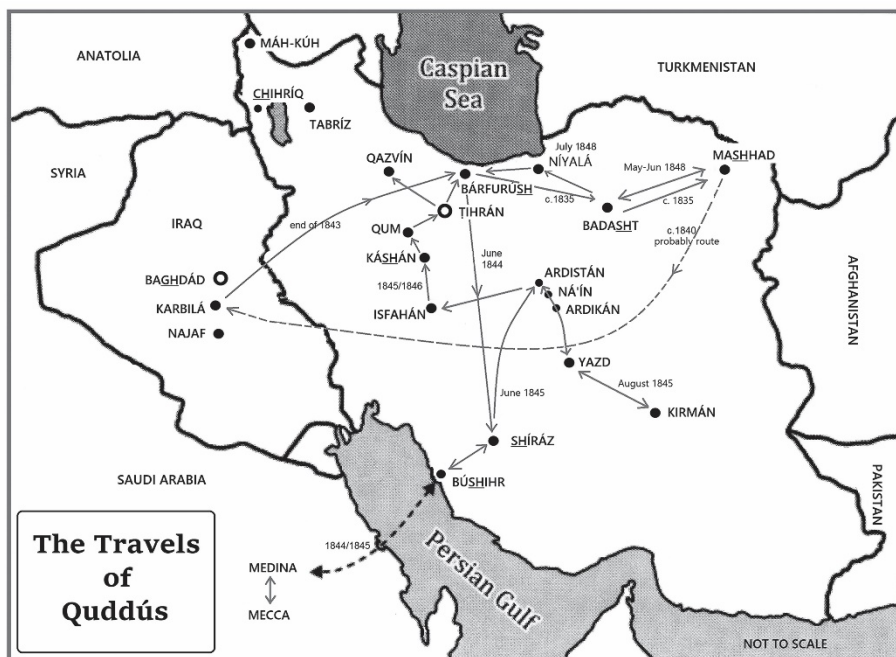 ANATOLIA
MÁH-KÚH
Caspian
Sea
TURKMENISTAN
CHIHRÍQ
TABRÍZ
SYRIA
QAZVÍN
July 1848
NÍYALÁ
May-Jun 1848
MASHHAD
BÁRFURÚSH
c.1835
c. 1835
BADASHT
IRAQ
end of 1843
ṬIHRÁN
QUM
c.1840
probably route
KÁSHÁN
June
1844
BAGHDÁD
1845/1846
ARDISTÁN
NÁ'ÍN
ARDIKÁN
AFGHANISTAN
KARBILÁ
ISFAHÁN
NAJAF
YAZD
June 1845
August 1845
KIRMÁN
SHÍRÁZ
SAUDI ARABIA
BÚSHIHR
PAKISTAN
The Travels
of
Quddús
1844/1845
MEDINA
MECCA
Persian Gulf
NOT TO SCALE